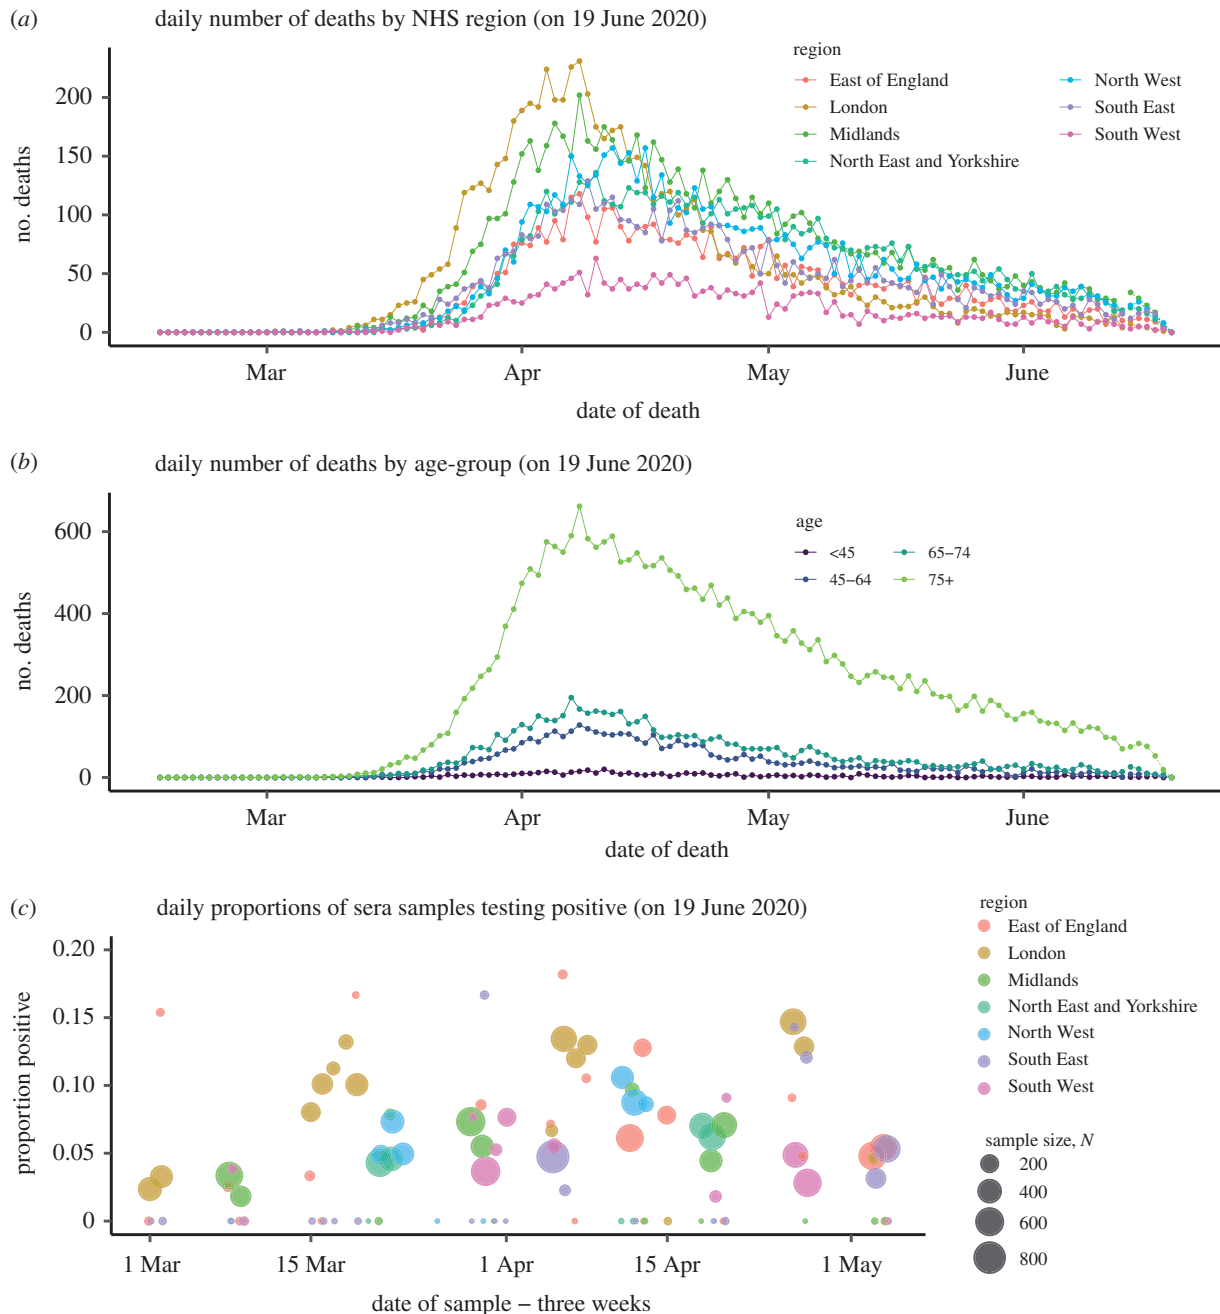 (a) daily number of deaths by NHS region (on 19 June 2020)
region
East of England
London
Midlands
North East and Yorkshire
North West
South East
South West
no. deaths
200
150
100
50
0
Mar April May June
date of death
(b) daily number of deaths by age-group (on 19 June 2020)
age
<45 65–74
45–64 75+
no. deaths
600
400
200
0
Mar Apr May June
date of death
(c) daily proportions of sera samples testing positive (on 19 June 2020)
region
East of England
London
Midlands
North East and Yorkshire
North West
South East
South West
sample size, N
200
400
600
800
proportion positive
0.20
0.15
0.10
0.05
0
1 Mar 15 Mar 1 Apr 15 Apr 1 May
date of sample – three weeks